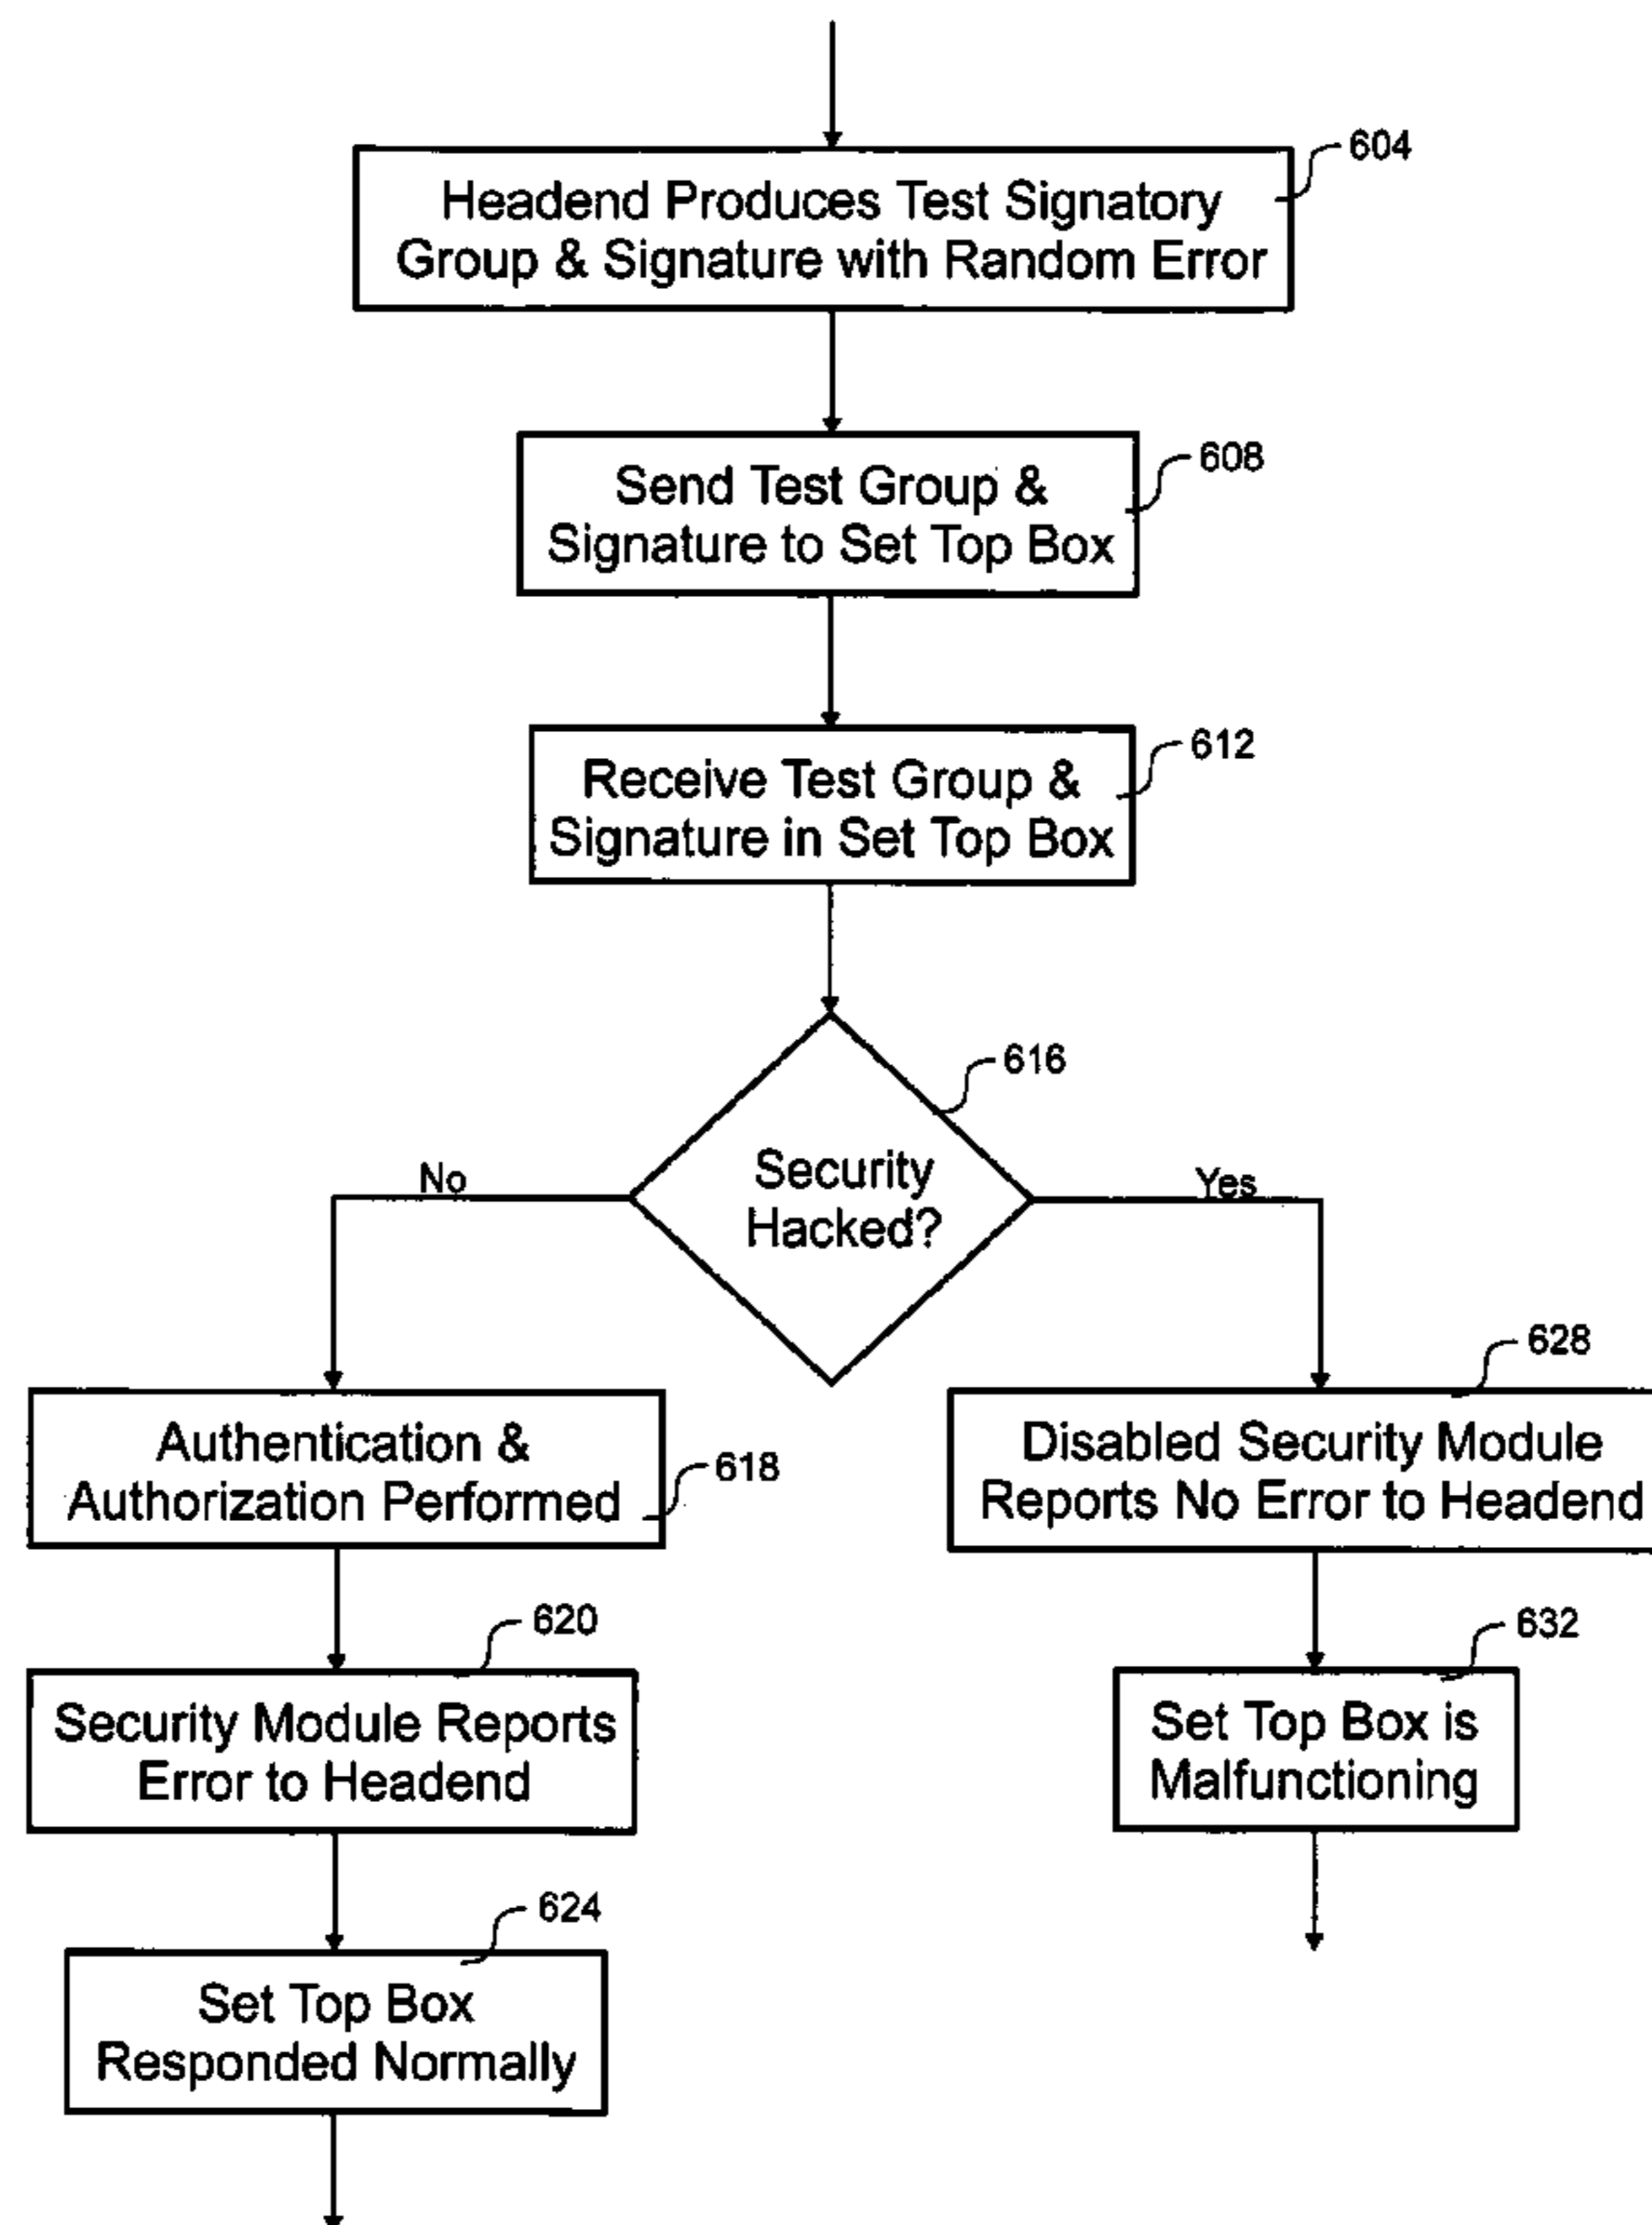 604
Headend Produces Test Signatory
Group & Signature with Random Error
608
Send Test Group &
Signature to Set Top Box
612
Receive Test Group &
Signature in Set Top Box
616
Security
Hacked?
No
Yes
618
Authentication &
Authorization Performed
628
Disabled Security Module
Reports No Error to Headend
620
Security Module Reports
Error to Headend
632
Set Top Box is
Malfunctioning
624
Set Top Box
Responded Normally